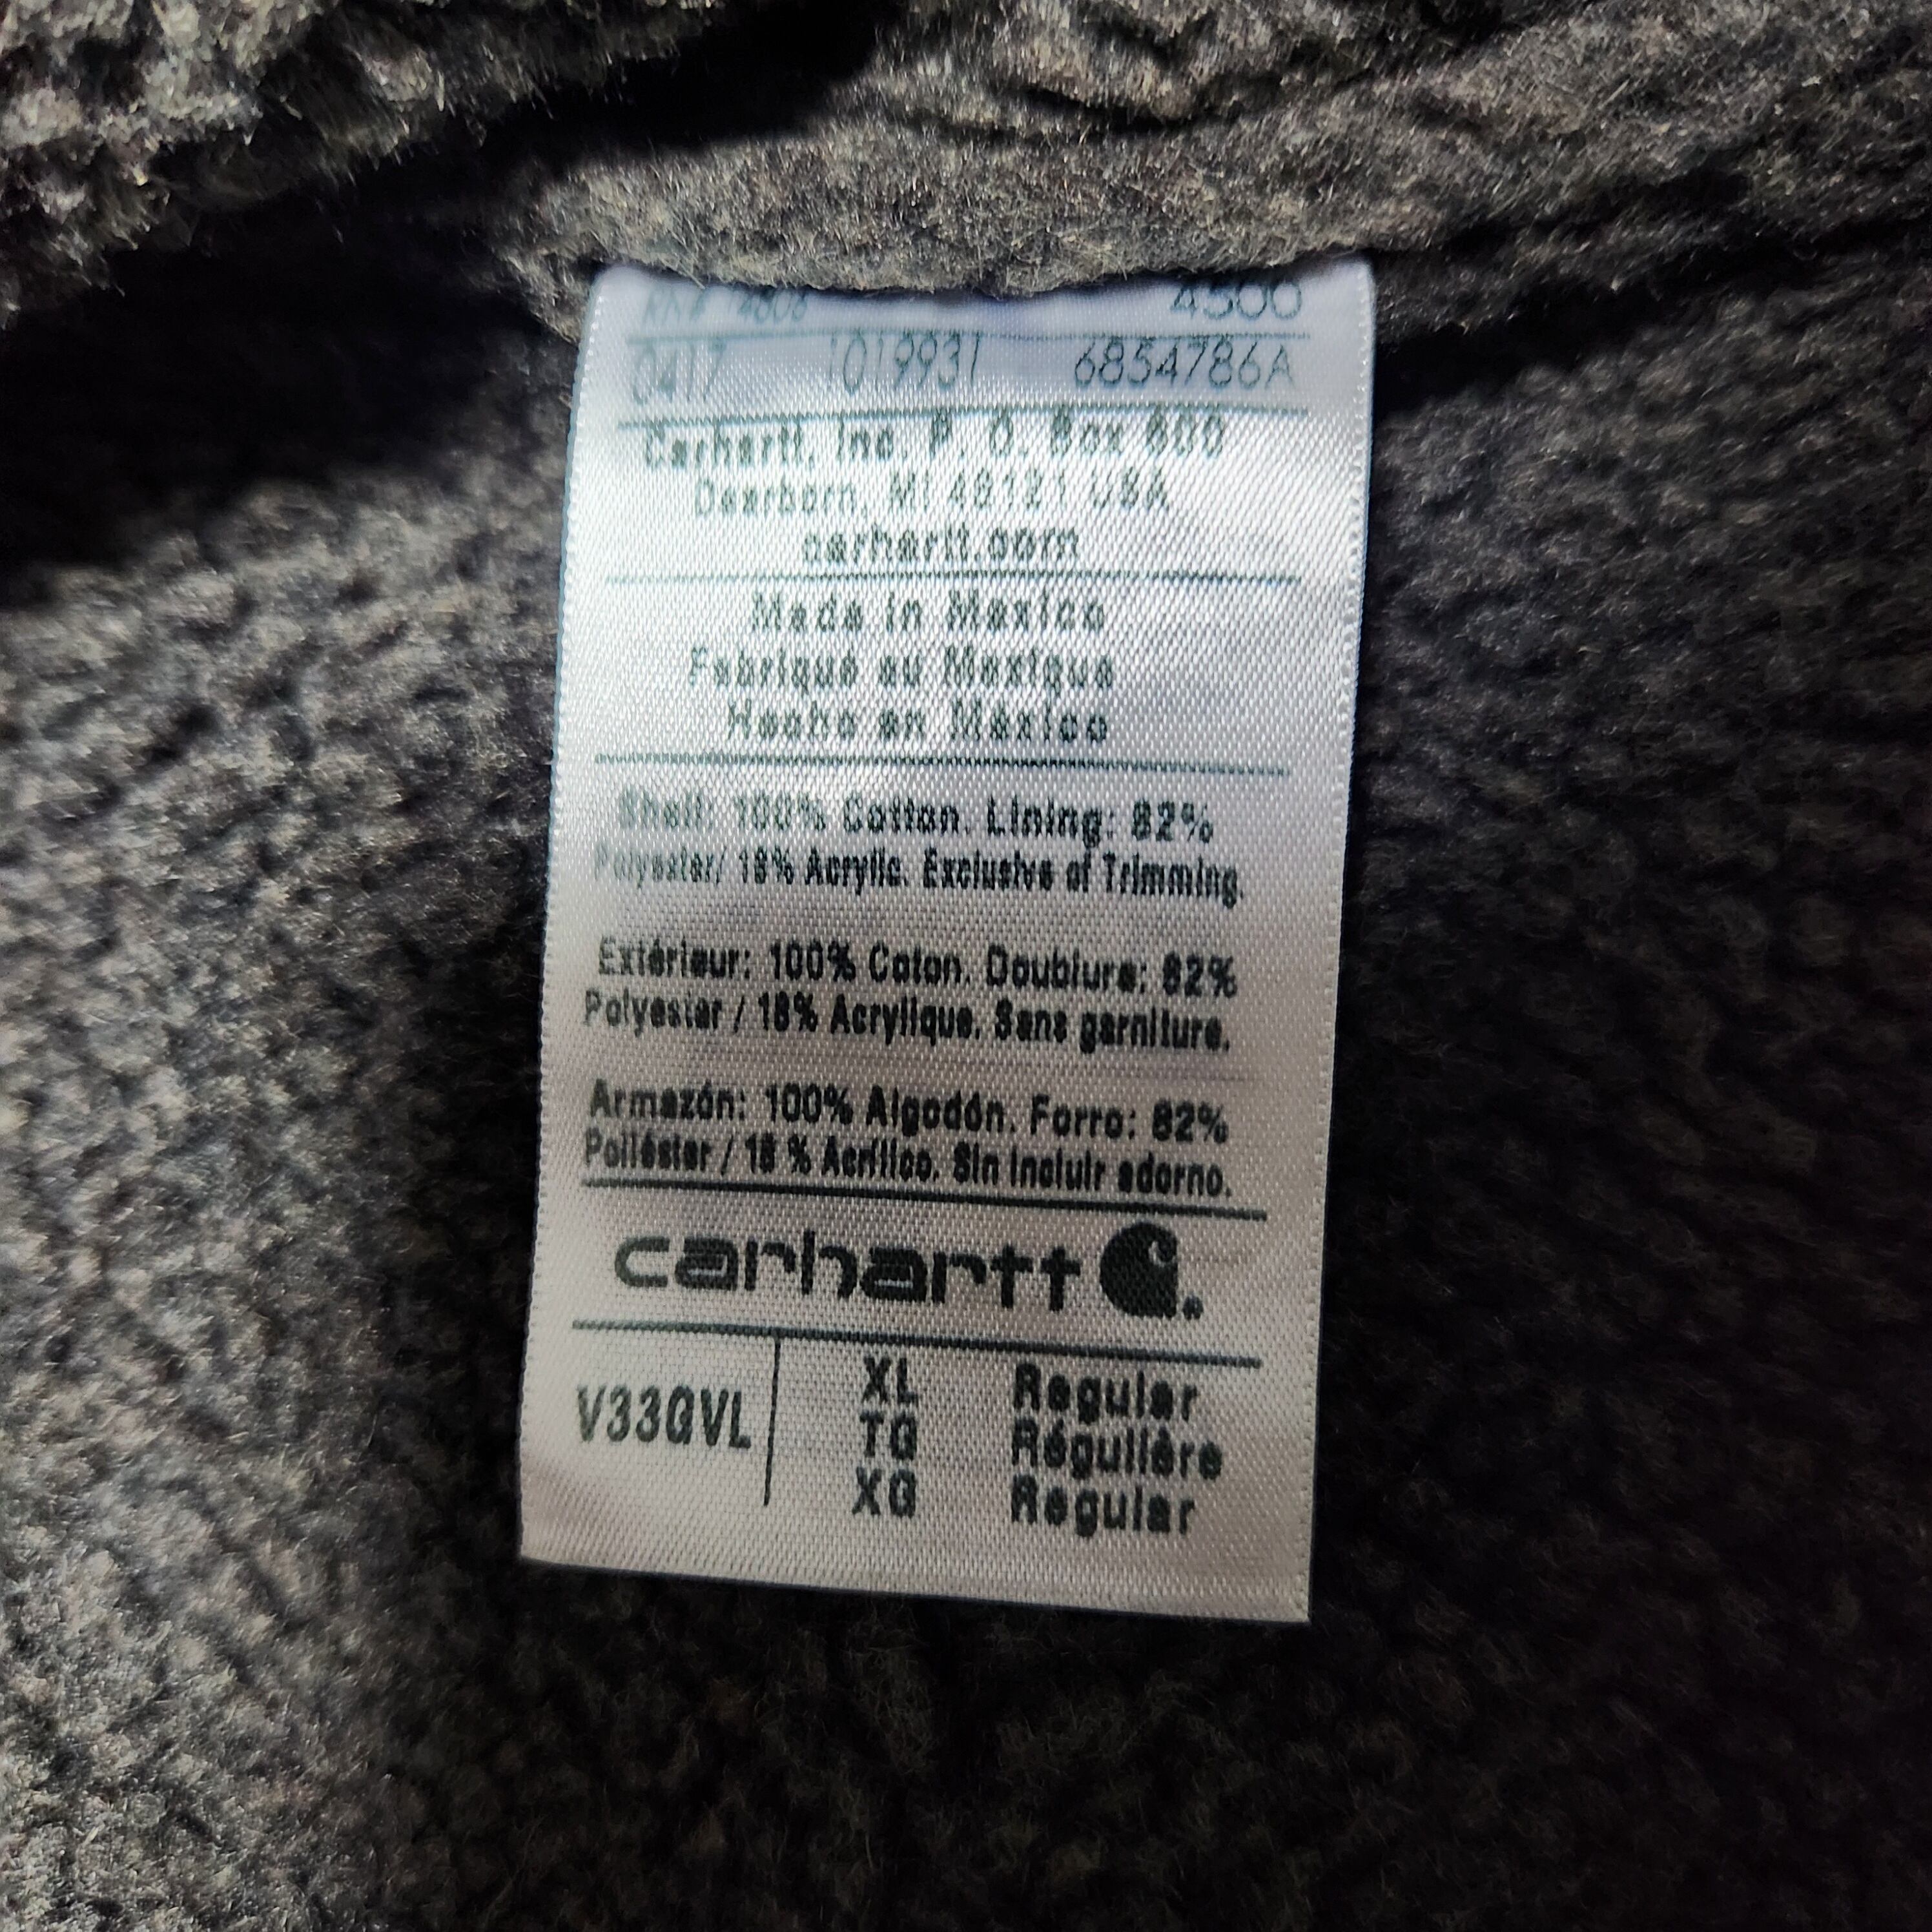 RN# 4806 4500
0417 1019931 6854786A
Carhartt, Inc. P. O. Box 600
Dearborn, MI 48121 USA
carhartt.com
Made in Mexico
Fabrique au Mexique
Hecho en Mexico
Shell: 100% Cotton. Lining: 82%
Polyester/ 18% Acrylic. Exclusive of Trimming.
Extérieur: 100% Coton. Doublure: 82%
Polyester / 18% Acrylique. Sans garniture.
Armazón: 100% Algodón. Forro: 82%
Poliéster / 18 % Acrílico. Sin incluir adorno.
carhartt
V33GVL
XL Regular
TG Régulière
XG Regular